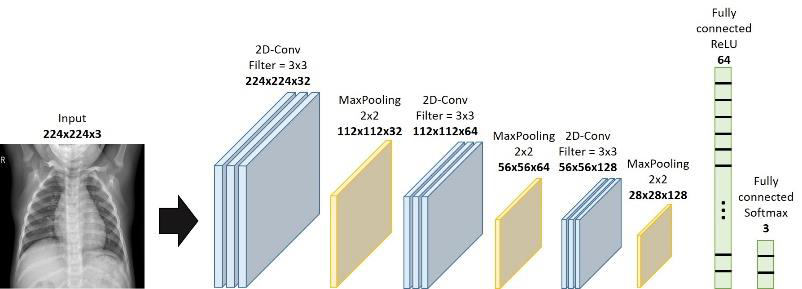 Input
224x224x3
R
2D-Conv
Filter = 3x3
224x224x32
MaxPooling
2x2
112x112x32
2D-Conv
Filter = 3x3
112x112x64
MaxPooling
2x2
56x56x64
2D-Conv
Filter = 3x3
56x56x128
MaxPooling
2x2
28x28x128
Fully
connected
ReLU
64
Fully
connected
Softmax
3